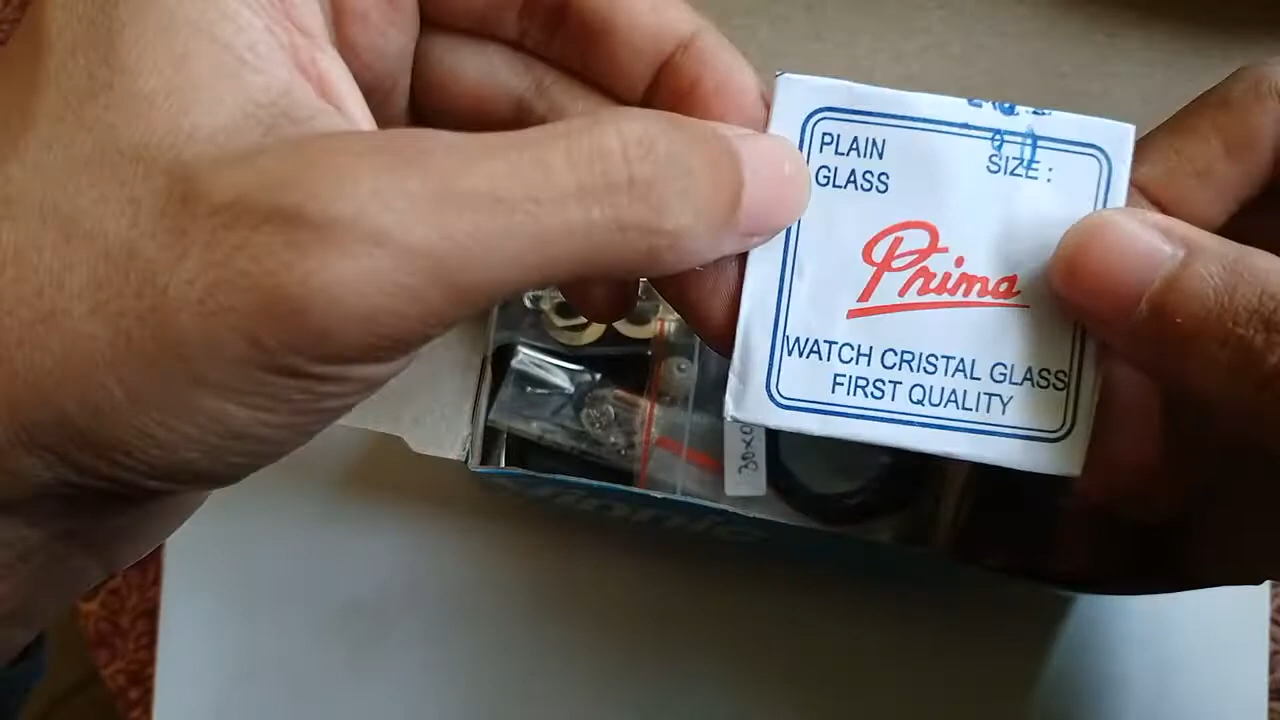 PLAIN
GLASS
SIZE :
Prima
WATCH CRISTAL GLASS
FIRST QUALITY